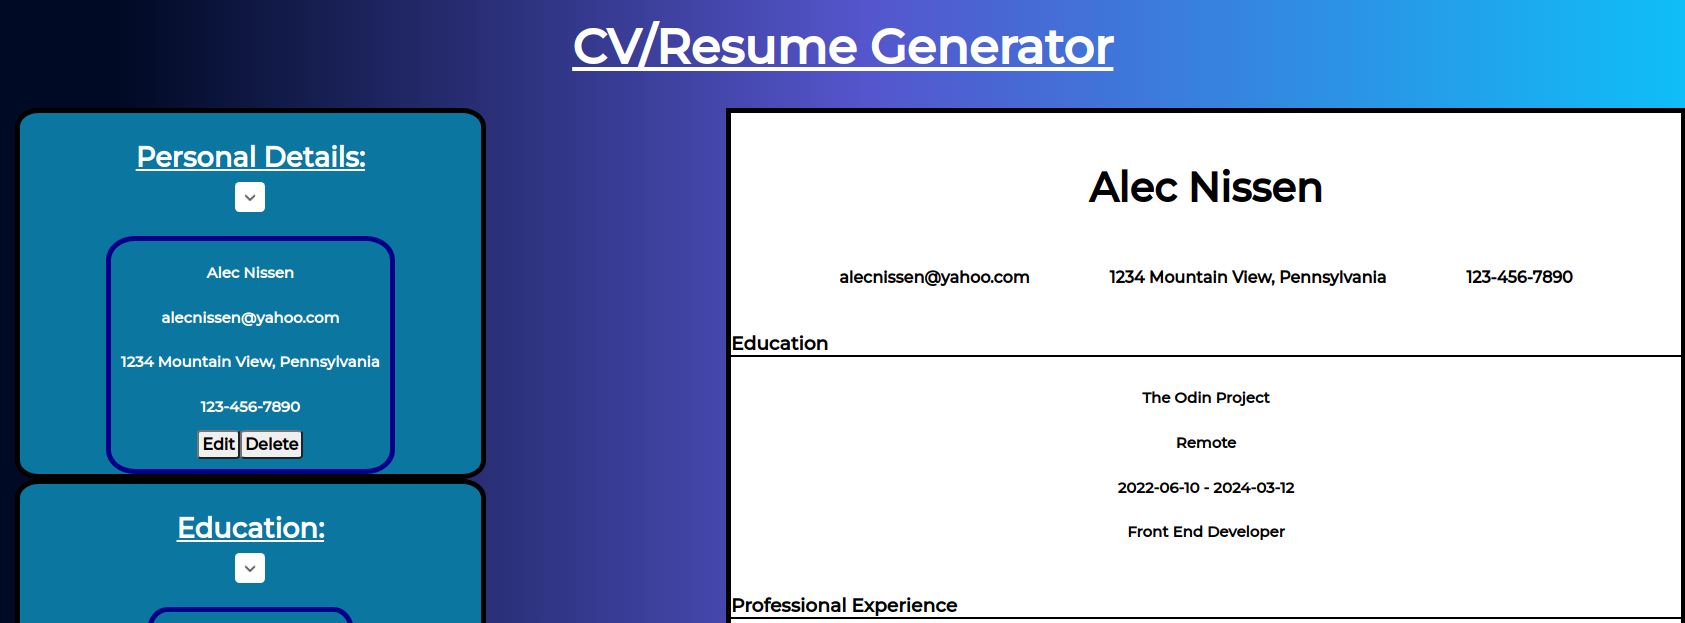 CV/Resume Generator
Personal Details:
Alec Nissen
alecnissen@yahoo.com
1234 Mountain View, Pennsylvania
123-456-7890
Edit Delete
Education:
Alec Nissen
alecnissen@yahoo.com 1234 Mountain VIew, Pennsylvania 123-456-7890
Education
The Odin Project
Remote
2022-06-10 - 2024-03-12
Front End Developer
Professional Experience